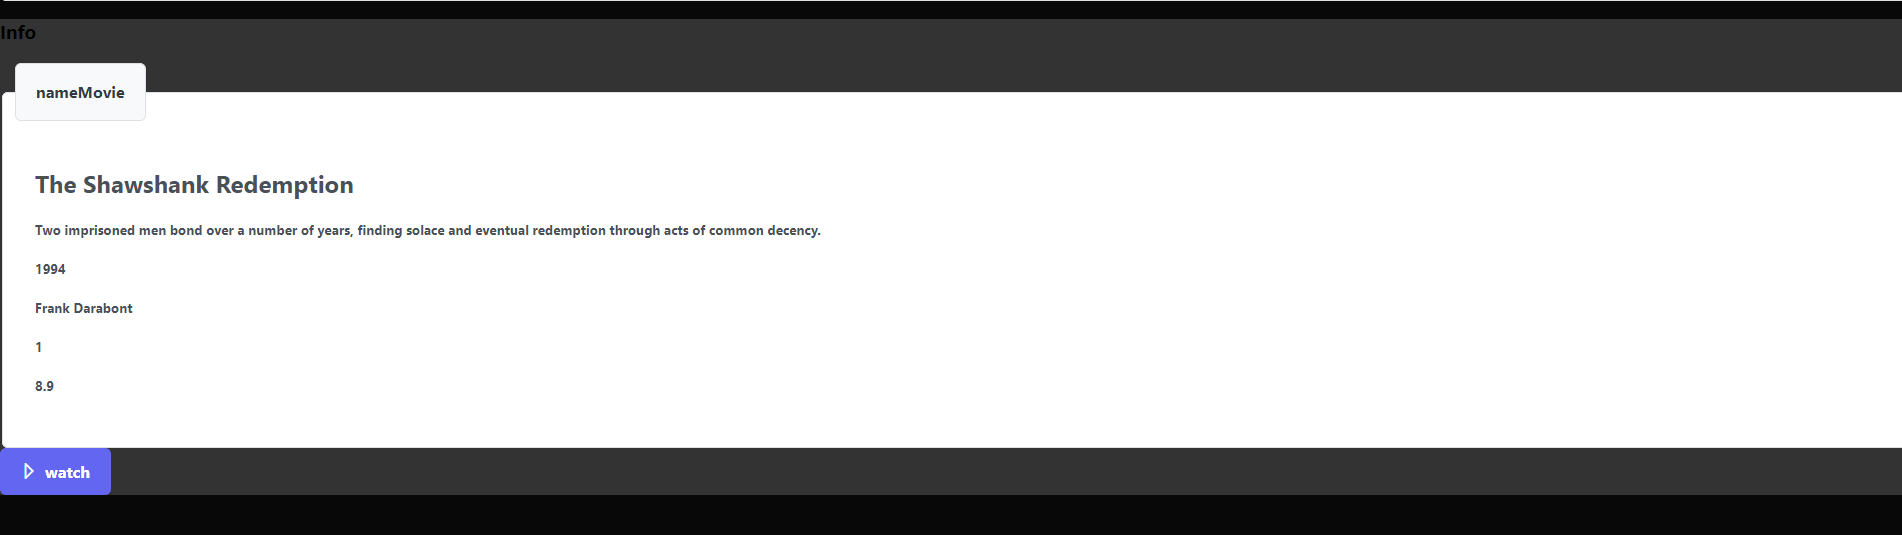 Info
nameMovie
The Shawshank Redemption
Two imprisoned men bond over a number of years, finding solace and eventual redemption through acts of common decency.
1994
Frank Darabont
1
8.9
watch